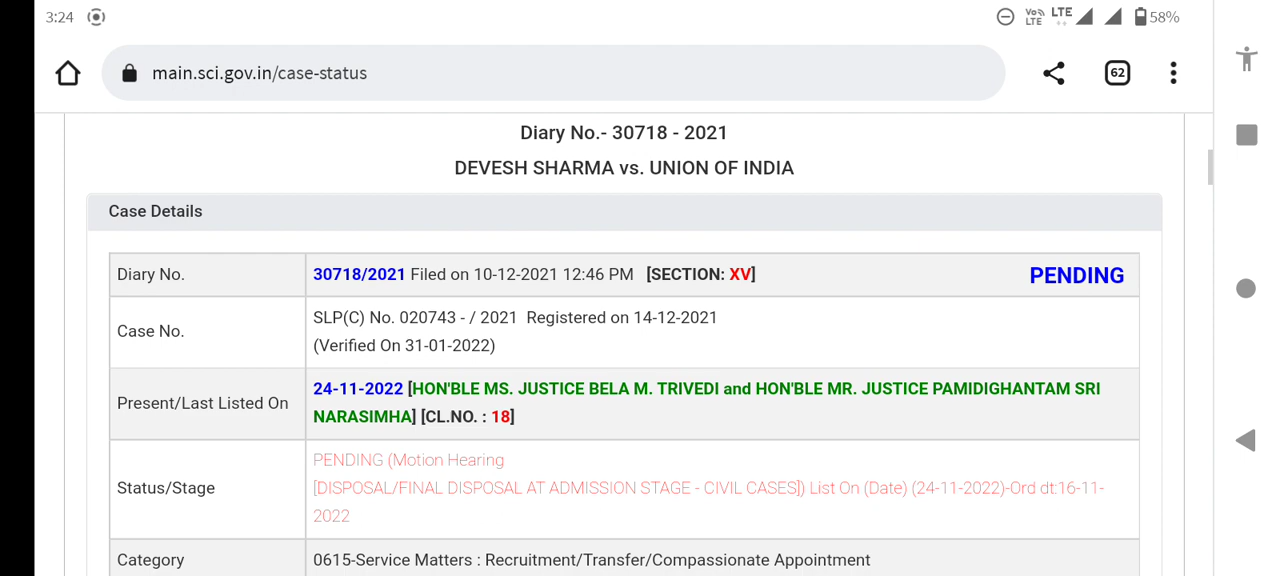 3:24
Vo
LTE
LTE
58%
main.sci.gov.in/case-status
62
Diary No.- 30718 - 2021
DEVESH SHARMA vs. UNION OF INDIA
Case Details
Diary No.
30718/2021 Filed on 10-12-2021 12:46 PM [SECTION: XV]
PENDING
Case No.
SLP(C) No. 020743 - / 2021 Registered on 14-12-2021
(Verified On 31-01-2022)
Present/Last Listed On
24-11-2022 [HON'BLE MS. JUSTICE BELA M. TRIVEDI and HON'BLE MR. JUSTICE PAMIDIGHANTAM SRI
NARASIMHA] [CL.NO. : 18]
Status/Stage
PENDING (Motion Hearing
[DISPOSAL/FINAL DISPOSAL AT ADMISSION STAGE - CIVIL CASES]) List On (Date) (24-11-2022)-Ord dt:16-11-
2022
Category
0615-Service Matters : Recruitment/Transfer/Compassionate Appointment